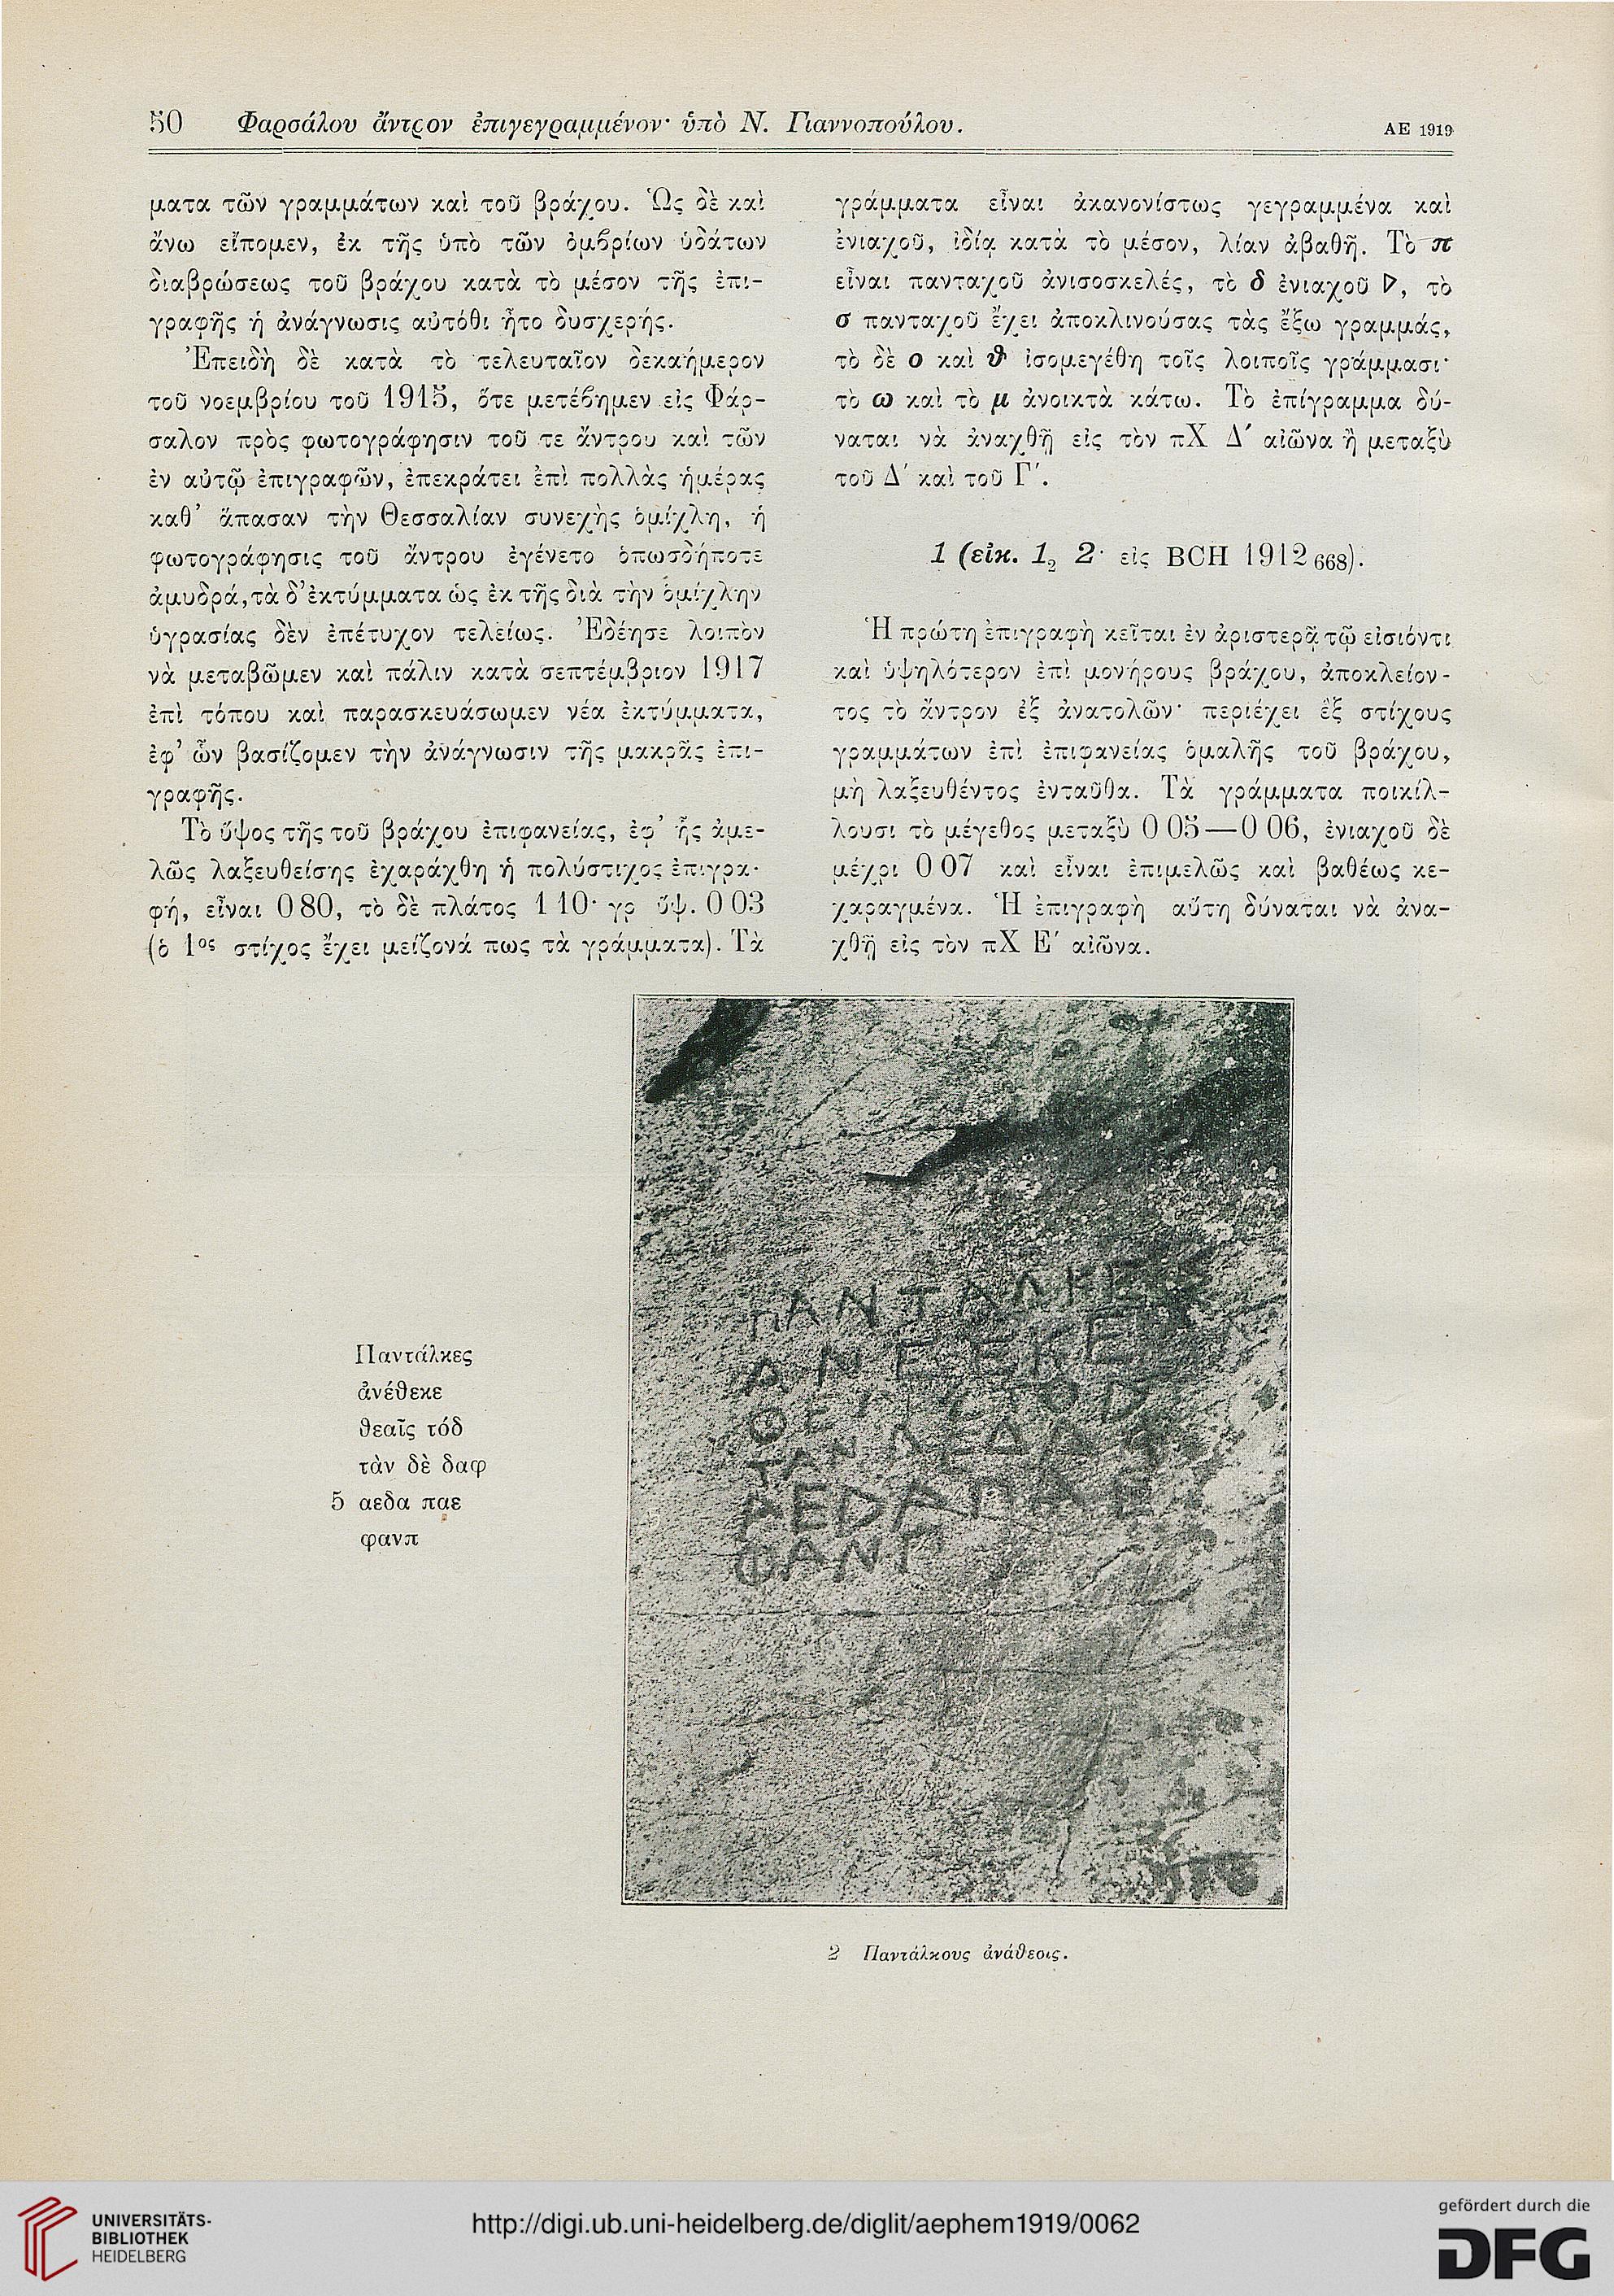 50 Φαρσάλου ἄντρον ἐπιγεγραμμένον· ὑπὸ Ν. Γιαννοπούλου. ΑΕ 1919
ματα τῶν γραμμάτων καὶ τοῦ βράχου. Ὡς δὲ καὶ
ἄνω εἴπομεν, ἐκ τῆς ὑπὸ τῶν ὀμβρίων ὑδάτων
διαβρώσεως τοῦ βράχου κατὰ τὸ μέσον τῆς ἐπι-
γραφῆς ἡ ἀνάγνωσις αὐτόθι ἦτο δυσχερής.
Ἐπειδὴ δὲ κατὰ τὸ τελευταῖον δεκαήμερον
τοῦ νοεμβρίου τοῦ 1915, ὅτε μετέβημεν εἰς Φάρ-
σαλον πρὸς φωτογράφησιν τοῦ τε ἄντρου καὶ τῶν
ἐν αὐτῷ ἐπιγραφῶν, ἐπεκράτει ἐπὶ πολλὰς ἡμέρας
καθ' ἅπασαν τὴν Θεσσαλίαν συνεχὴς ὁμίχλη, ἡ
φωτογράφησις τοῦ ἄντρου ἐγένετο ὁπωσδήποτε
ἀμυδρά, τὰ δ' ἐκτύμματα ὡς ἐκ τῆς διὰ τὴν ὁμίχλην
ὑγρασίας δὲν ἐπέτυχον τελείως. Ἐδέησε λοιπὸν
νὰ μεταβῶμεν καὶ πάλιν κατὰ σεπτέμβριον 1917
ἐπὶ τόπου καὶ παρασκευάσωμεν νέα ἐκτύμματα,
ἐφ' ὧν βασίζομεν τὴν ἀνάγνωσιν τῆς μακρᾶς ἐπι-
γραφῆς.
Τὸ ὕψος τῆς τοῦ βράχου ἐπιφανείας, ἐφ' ἧς ἀμε-
λῶς λαξευθείσης ἐχαράχθη ἡ πολύστιχος ἐπιγρα-
φή, εἶναι 0 80, τὸ δὲ πλάτος 1 10· γρ ὕψ. 0 03
(ὁ 1ος στίχος ἔχει μείζονά πως τὰ γράμματα). Τὰ
γράμματα εἶναι ἀκανονίστως γεγραμμένα καὶ
ἐνιαχοῦ, ἰδίᾳ κατὰ τὸ μέσον, λίαν ἀβαθῆ. Τὸ π
εἶναι πανταχοῦ ἀνισοσκελές, τὸ δ ἐνιαχοῦ ᐅ, τὸ
σ πανταχοῦ ἔχει ἀποκλινούσας τὰς ἔξω γραμμάς,
τὸ δὲ ο καὶ ϑ ἰσομεγέθη τοῖς λοιποῖς γράμμασι·
τὸ ω καὶ τὸ μ ἀνοικτὰ κάτω. Τὸ ἐπίγραμμα δύ-
ναται νὰ ἀναχθῇ εἰς τὸν πΧ Δ' αἰῶνα ἢ μεταξὺ
τοῦ Δ' καὶ τοῦ Γ'.
1 (εἰκ. 1₂ 2· εἰς BCH 1912 668).
Ἡ πρώτη ἐπιγραφὴ κεῖται ἐν ἀριστερᾷ τῷ εἰσιόντι
καὶ ὑψηλότερον ἐπὶ μονήρους βράχου, ἀποκλείον-
τος τὸ ἄντρον ἐξ ἀνατολῶν· περιέχει ἓξ στίχους
γραμμάτων ἐπὶ ἐπιφανείας ὁμαλῆς τοῦ βράχου,
μὴ λαξευθέντος ἐνταῦθα. Τὰ γράμματα ποικίλ-
λουσι τὸ μέγεθος μεταξὺ 0 05—0 06, ἐνιαχοῦ δὲ
μέχρι 0 07 καὶ εἶναι ἐπιμελῶς καὶ βαθέως κε-
χαραγμένα. Ἡ ἐπιγραφὴ αὕτη δύναται νὰ ἀνα-
χθῇ εἰς τὸν πΧ Ε' αἰῶνα.
Παντάλκες
ἀνέϑεκε
ϑεαῖς τόδ
τὰν δὲ δαφ
5 αεδα παε
φανπ
ΠΑΝΤΑΛΚΕ
ΑΕΔΑΠΑΕ
ΦΑΝΠ
2 Παντάλκους ἀνάϑεσις.
UNIVERSITÄTS-
BIBLIOTHEK
HEIDELBERG
http://digi.ub.uni-heidelberg.de/diglit/aephem1919/0062
gefördert durch die
DFG